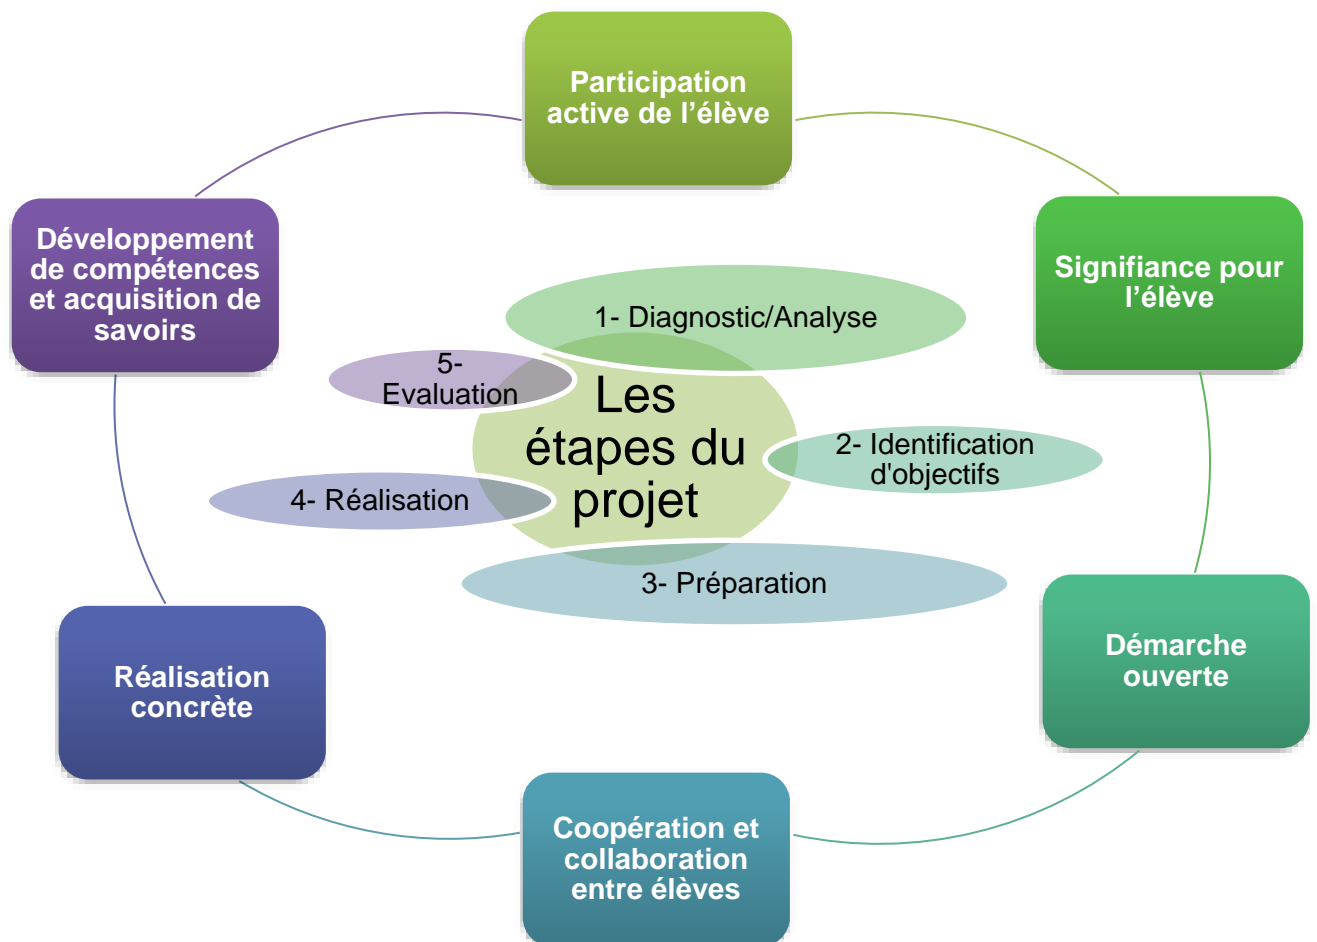 Participation
active de l’élève
Signifiance pour
l’élève
Démarche
ouverte
Coopération et
collaboration
entre élèves
Réalisation
concrète
Développement
de compétences
et acquisition de
savoirs
Les
étapes du
projet
1- Diagnostic/Analyse
2- Identification
d'objectifs
3- Préparation
4- Réalisation
5-
Evaluation